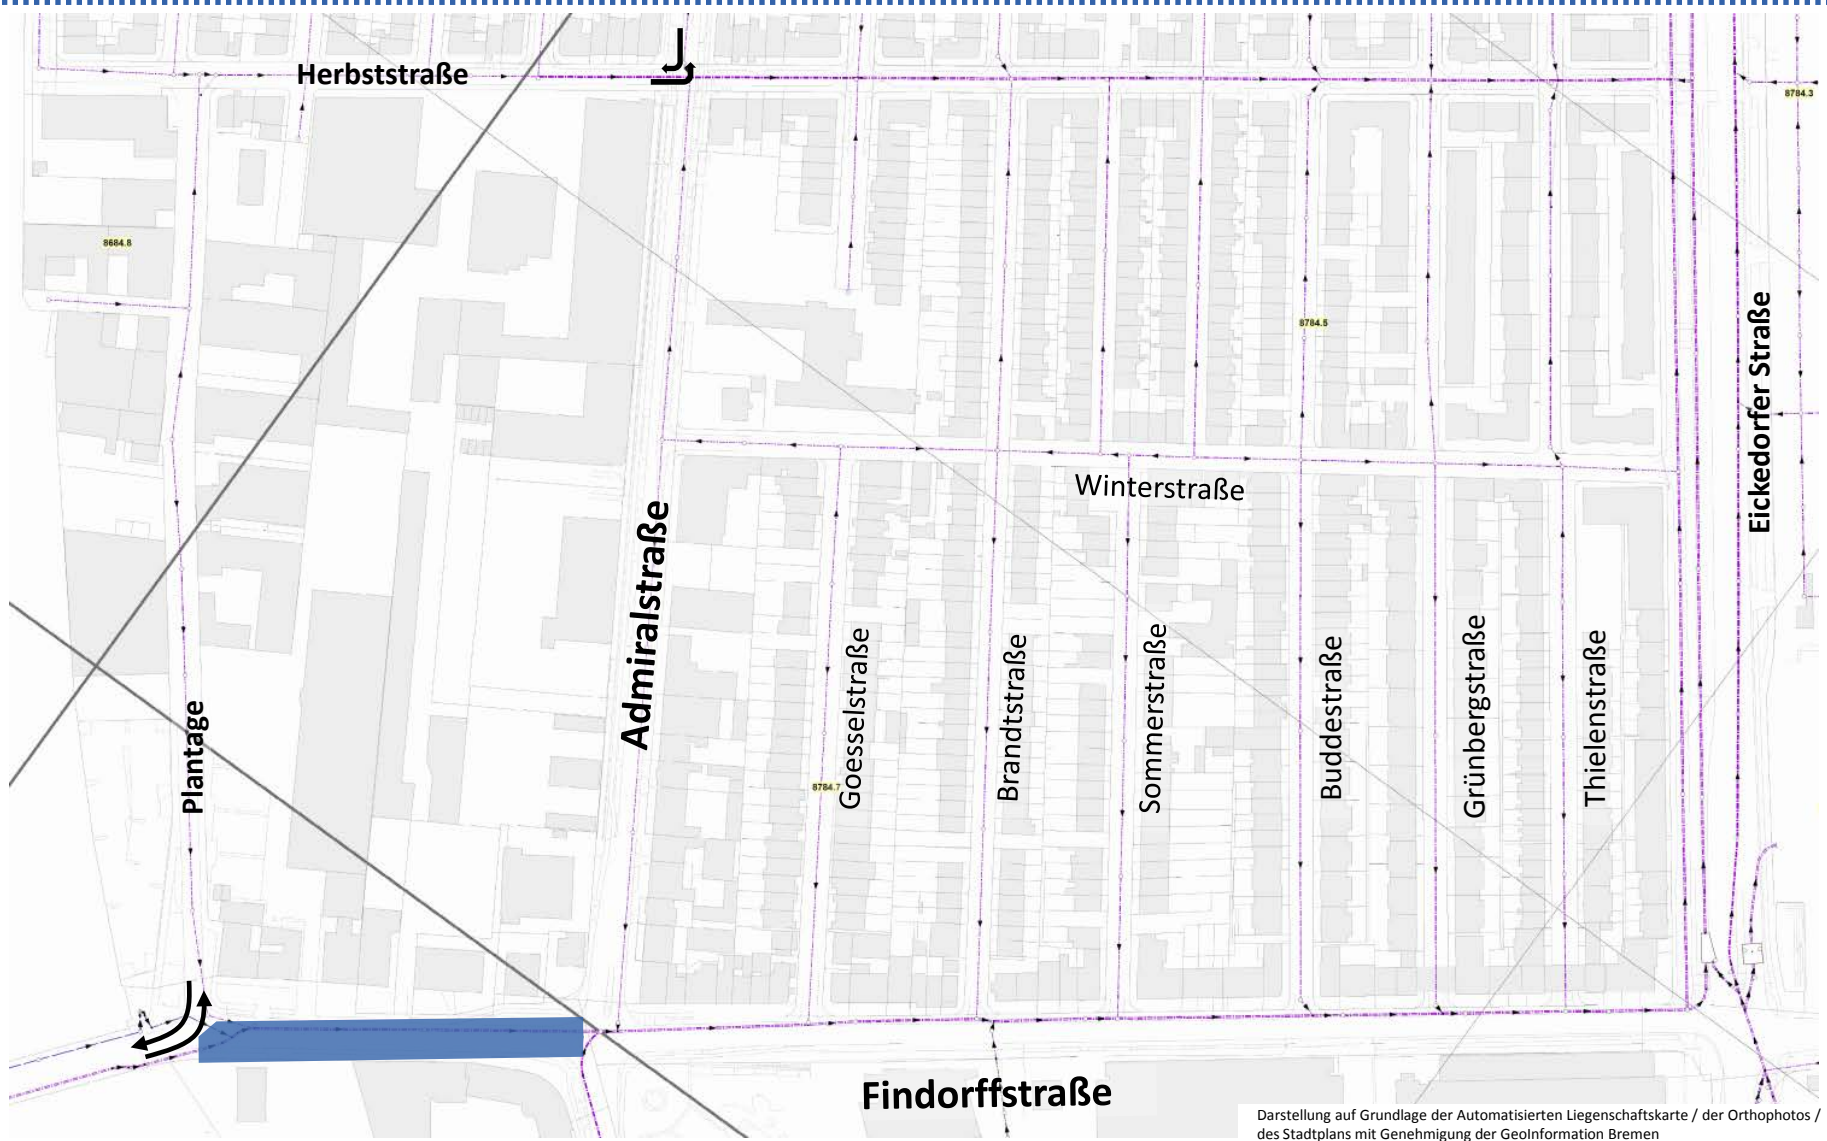 Herbststraße
8784.3
8684.8
8784.5
Eickedorfer Straße
Winterstraße
Admiralstraße
Plantage
Goesselstraße
Brandtstraße
Sommerstraße
Buddestraße
Grünbergstraße
Thielenstraße
8784.7
Findorffstraße
Darstellung auf Grundlage der Automatisierten Liegenschaftskarte / der Orthophotos /
des Stadtplans mit Genehmigung der GeoInformation Bremen